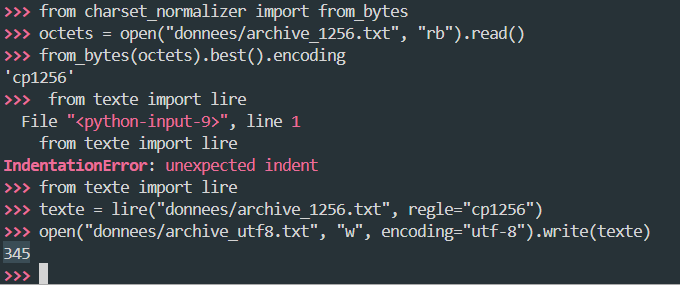 >>> from charset_normalizer import from_bytes
>>> octets = open("donnees/archive_1256.txt", "rb").read()
>>> from_bytes(octets).best().encoding
'cp1256'
>>>  from texte import lire
  File "<python-input-9>", line 1
    from texte import lire
IndentationError: unexpected indent
>>> from texte import lire
>>> texte = lire("donnees/archive_1256.txt", regle="cp1256")
>>> open("donnees/archive_utf8.txt", "w", encoding="utf-8").write(texte)
345
>>>